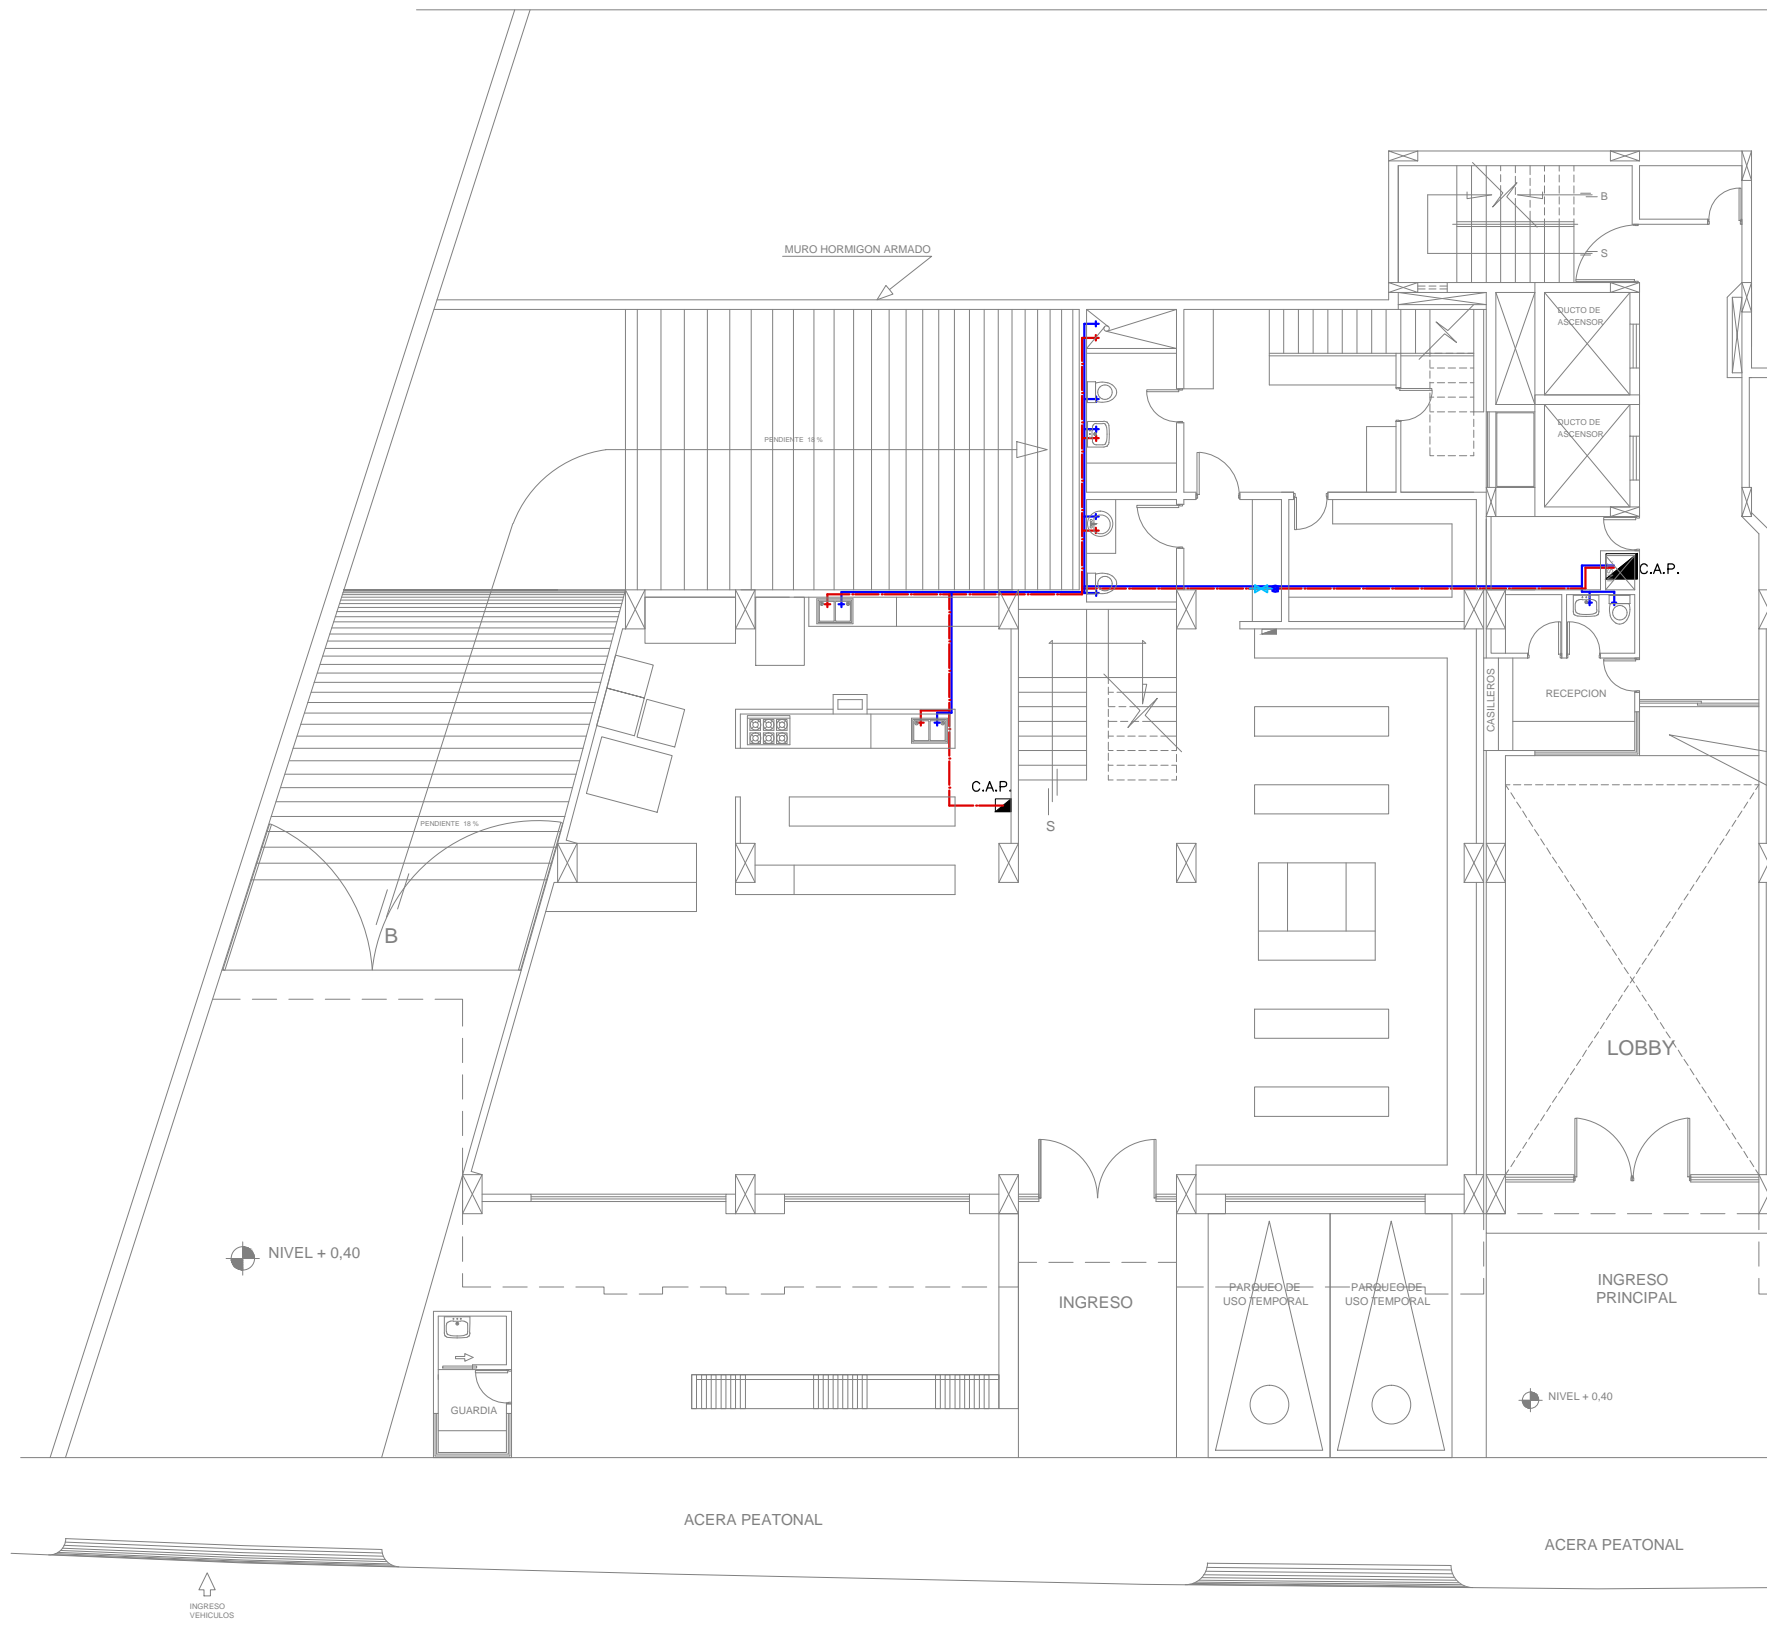 B
S
MURO HORMIGON ARMADO
DUCTO DE
ASCENSOR
PENDIENTE 18 %
DUCTO DE
ASCENSOR
C.A.P.
CASILLEROS
RECEPCION
C.A.P.
S
PENDIENTE 18 %
B
LOBBY
NIVEL + 0,40
INGRESO
PARQUEO DE
USO TEMPORAL
PARQUEO DE
USO TEMPORAL
INGRESO
PRINCIPAL
NIVEL + 0,40
GUARDIA
ACERA PEATONAL
ACERA PEATONAL
INGRESO
VEHICULOS